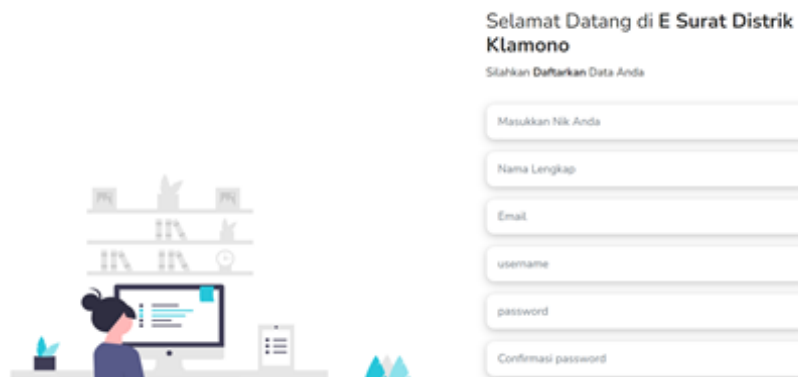 Selamat Datang di E Surat Distrik
Klamono
Silahkan Daftarkan Data Anda
Masukkan Nik Anda
Nama Lengkap
Email
username
password
Confirmasi password